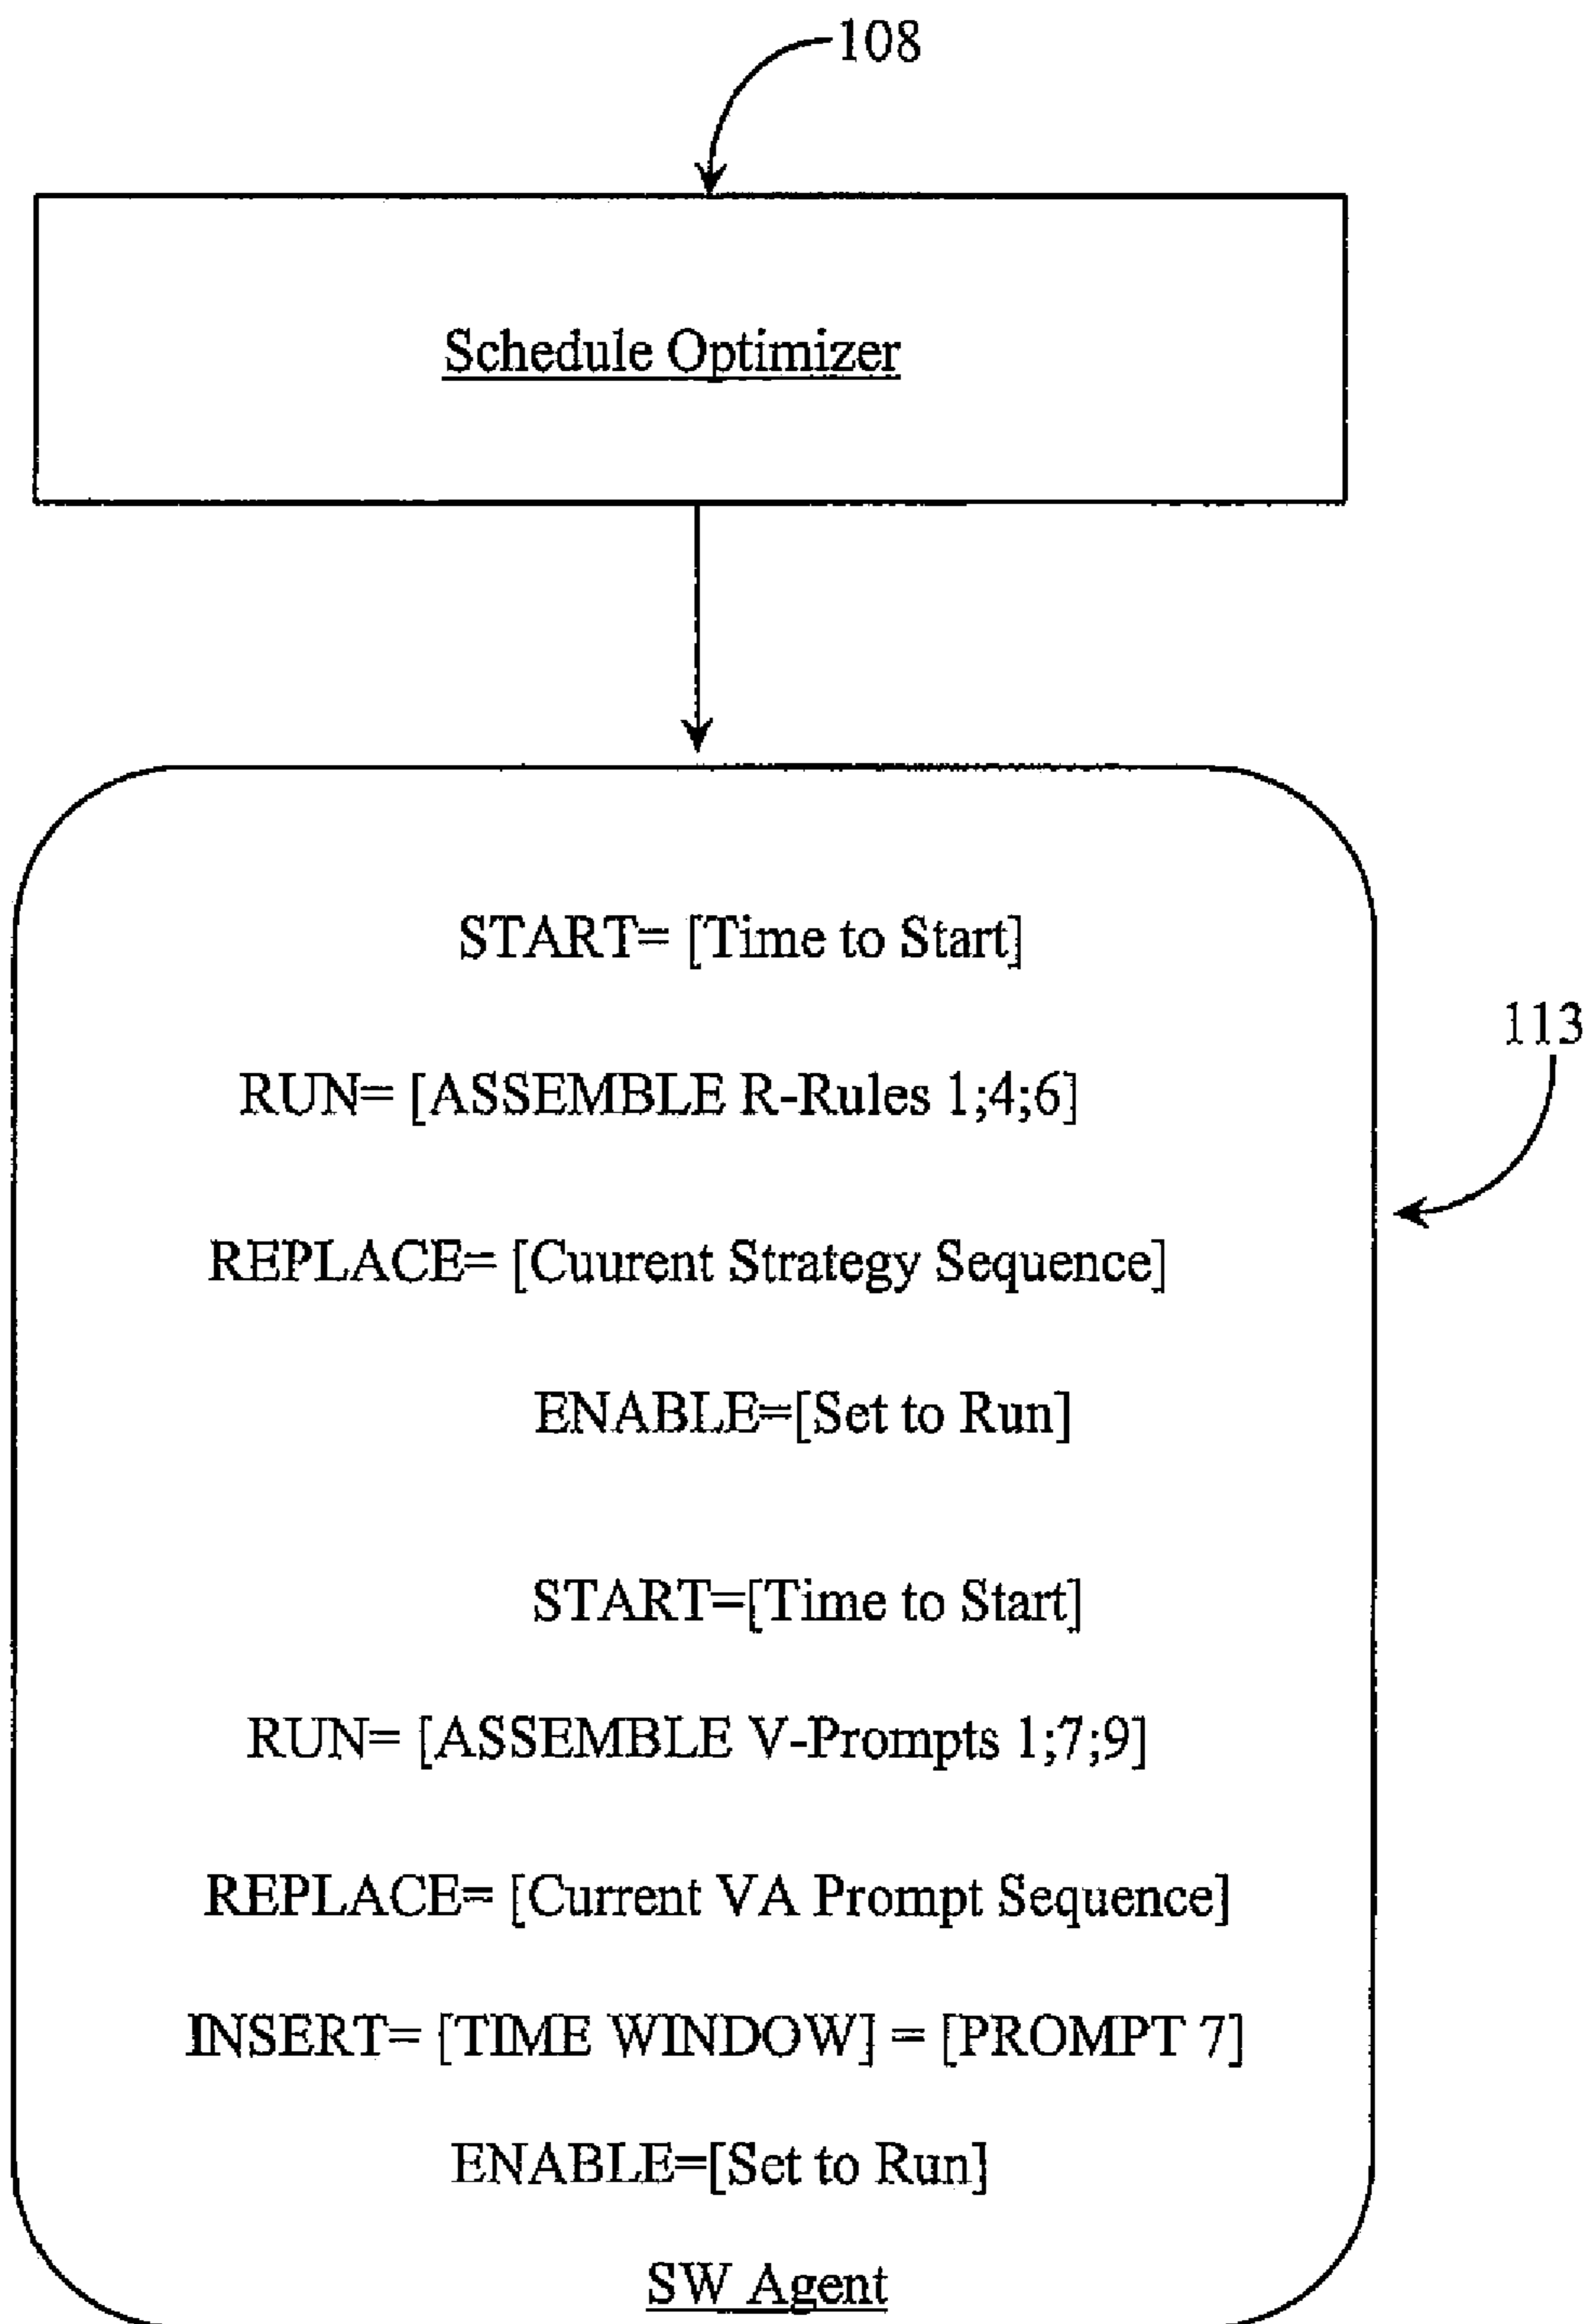 108
Schedule Optimizer
START= [Time to Start]
113
RUN= [ASSEMBLE R-Rules 1;4;6]
REPLACE= [Cuurent Strategy Sequence]
ENABLE=[Set to Run]
START=[Time to Start]
RUN= [ASSEMBLE V-Prompts 1;7;9]
REPLACE= [Current VA Prompt Sequence]
INSERT= [TIME WINDOW] = [PROMPT 7]
ENABLE=[Set to Run]
SW Agent